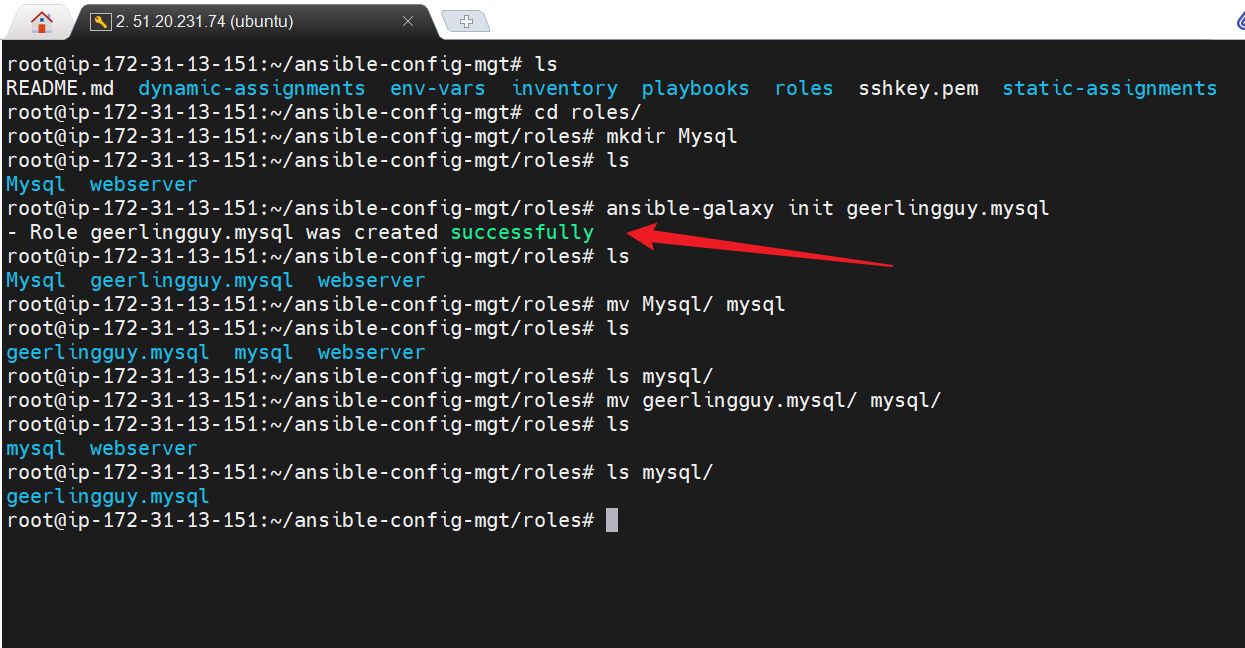 2. 51.20.231.74 (ubuntu)
root@ip-172-31-13-151:~/ansible-config-mgt# ls
README.md  dynamic-assignments  env-vars  inventory  playbooks  roles  sshkey.pem  static-assignments
root@ip-172-31-13-151:~/ansible-config-mgt# cd roles/
root@ip-172-31-13-151:~/ansible-config-mgt/roles# mkdir Mysql
root@ip-172-31-13-151:~/ansible-config-mgt/roles# ls
Mysql  webserver
root@ip-172-31-13-151:~/ansible-config-mgt/roles# ansible-galaxy init geerlingguy.mysql
- Role geerlingguy.mysql was created successfully
root@ip-172-31-13-151:~/ansible-config-mgt/roles# ls
Mysql  geerlingguy.mysql  webserver
root@ip-172-31-13-151:~/ansible-config-mgt/roles# mv Mysql/ mysql
root@ip-172-31-13-151:~/ansible-config-mgt/roles# ls
geerlingguy.mysql  mysql  webserver
root@ip-172-31-13-151:~/ansible-config-mgt/roles# ls mysql/
root@ip-172-31-13-151:~/ansible-config-mgt/roles# mv geerlingguy.mysql/ mysql/
root@ip-172-31-13-151:~/ansible-config-mgt/roles# ls
mysql  webserver
root@ip-172-31-13-151:~/ansible-config-mgt/roles# ls mysql/
geerlingguy.mysql
root@ip-172-31-13-151:~/ansible-config-mgt/roles#